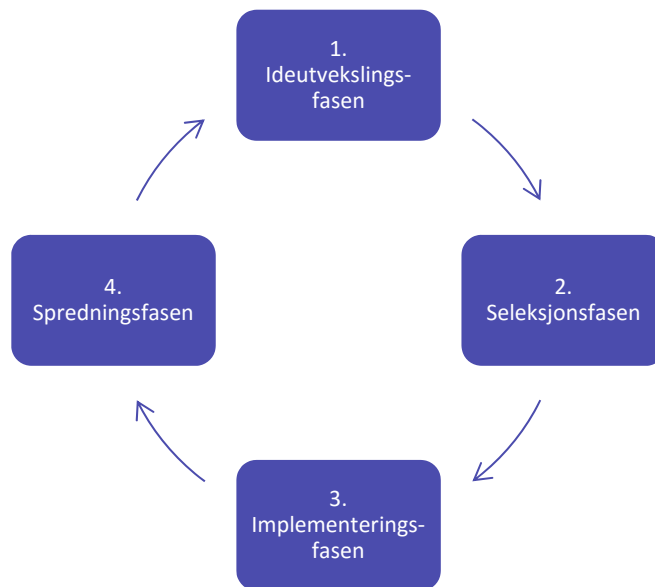 1.
Ideutvekslings-
fasen
2.
Seleksjonsfasen
3.
Implementerings-
fasen
4.
Spredningsfasen